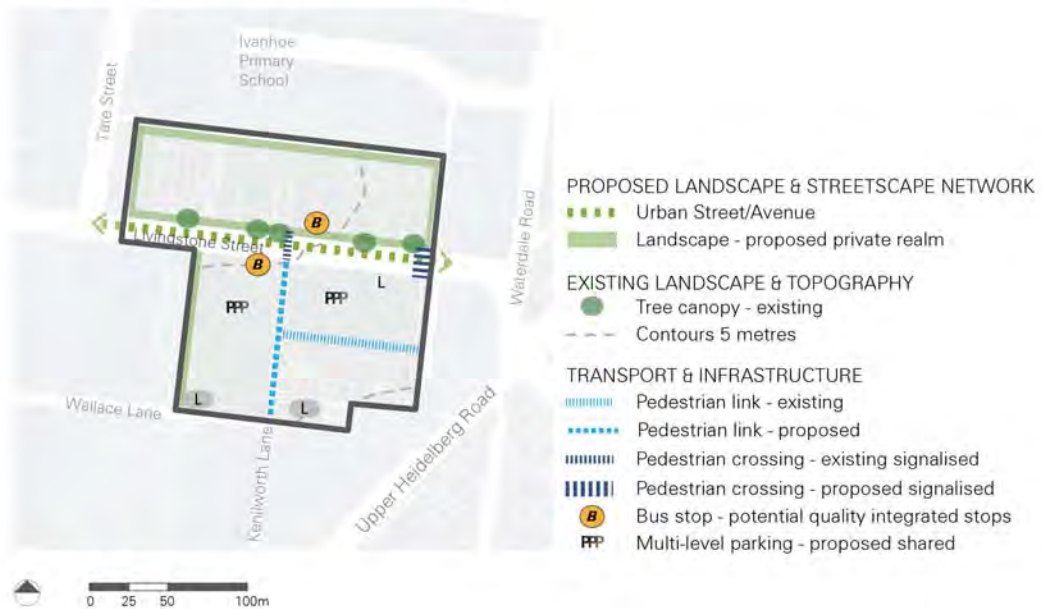 Ivanhoe
Primary
School
Tate Street
Livingstone Street
Waterdale Road
B
B
L
PPP
PPP
L
L
Wallace Lane
Kenilworth Lane
Upper Heidelberg Road
0 25 50 100m
PROPOSED LANDSCAPE & STREETSCAPE NETWORK
Urban Street/Avenue
Landscape - proposed private realm
EXISTING LANDSCAPE & TOPOGRAPHY
Tree canopy - existing
Contours 5 metres
TRANSPORT & INFRASTRUCTURE
Pedestrian link - existing
Pedestrian link - proposed
Pedestrian crossing - existing signalised
Pedestrian crossing - proposed signalised
B Bus stop - potential quality integrated stops
PPP Multi-level parking - proposed shared